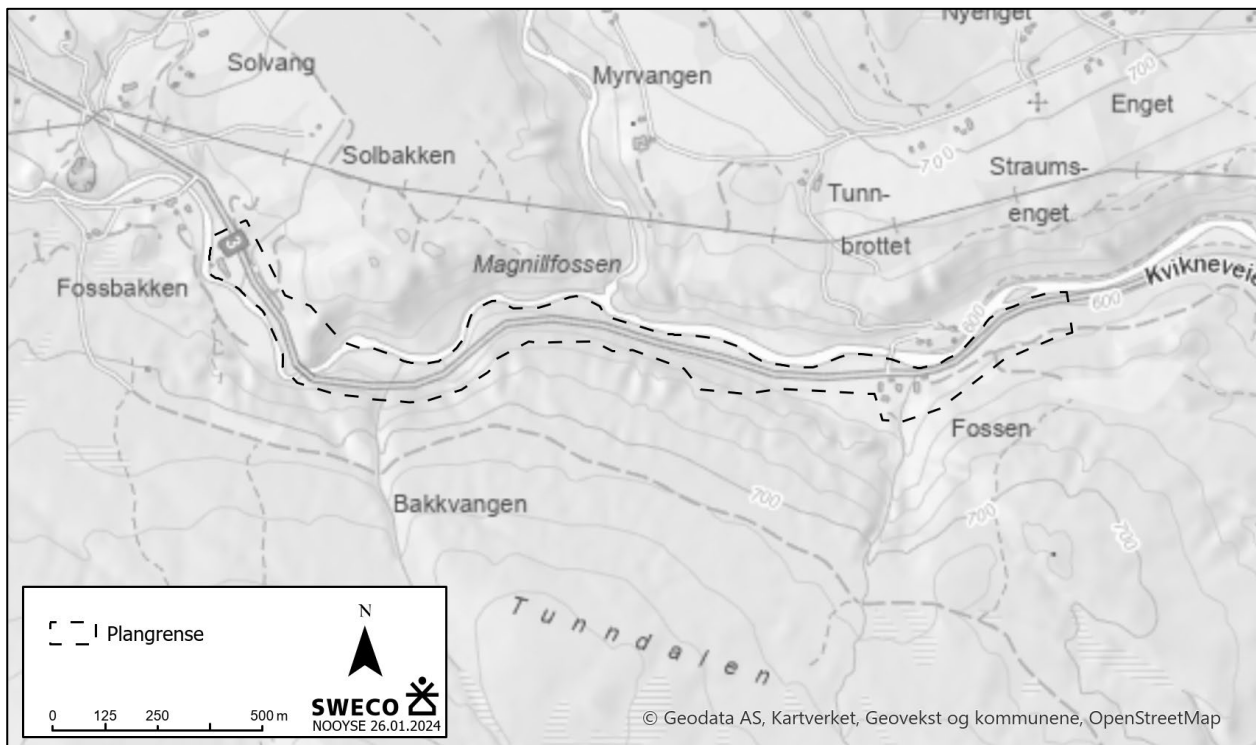 Nyenget
Solvang
Myrvangen
700
Enget
Solbakken
700
Straums-
enget
Tunn-
brottet
3
Magnillfossen
Fossbakken
Kvikneveie
600
600
Fossen
Bakkvangen
700
700
700
Tunndalen
Plangrense
N
0 125 250 500 m
SWECO
NOOYSE 26.01.2024
© Geodata AS, Kartverket, Geovekst og kommunene, OpenStreetMap